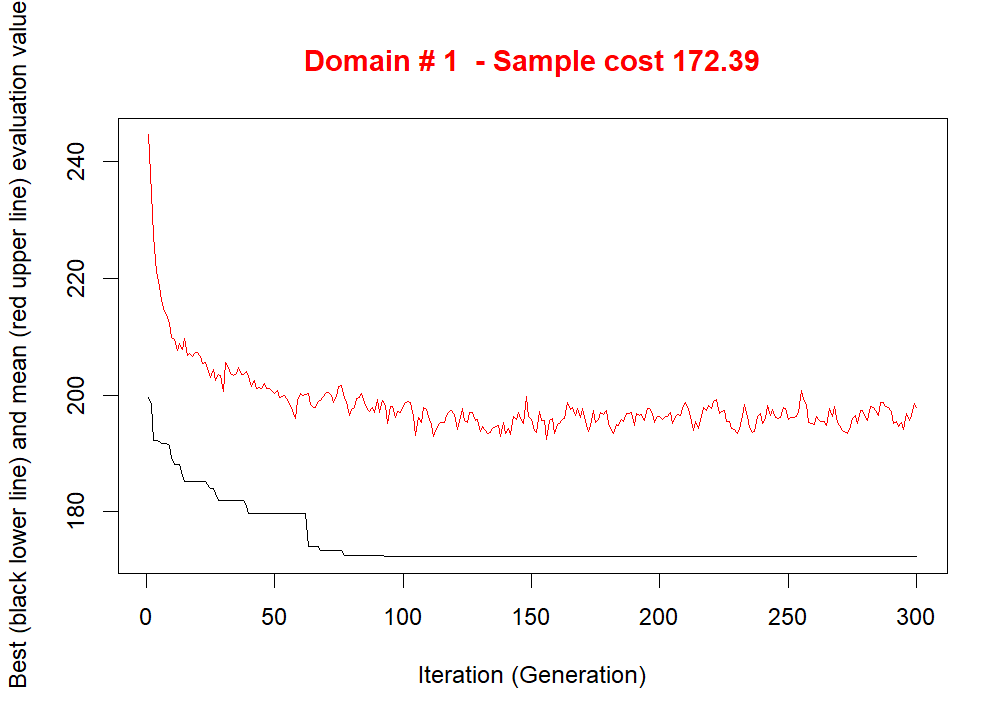 Domain # 1  - Sample cost 172.39
Best (black lower line) and mean (red upper line) evaluation value
240
220
200
180
0 50 100 150 200 250 300
Iteration (Generation)